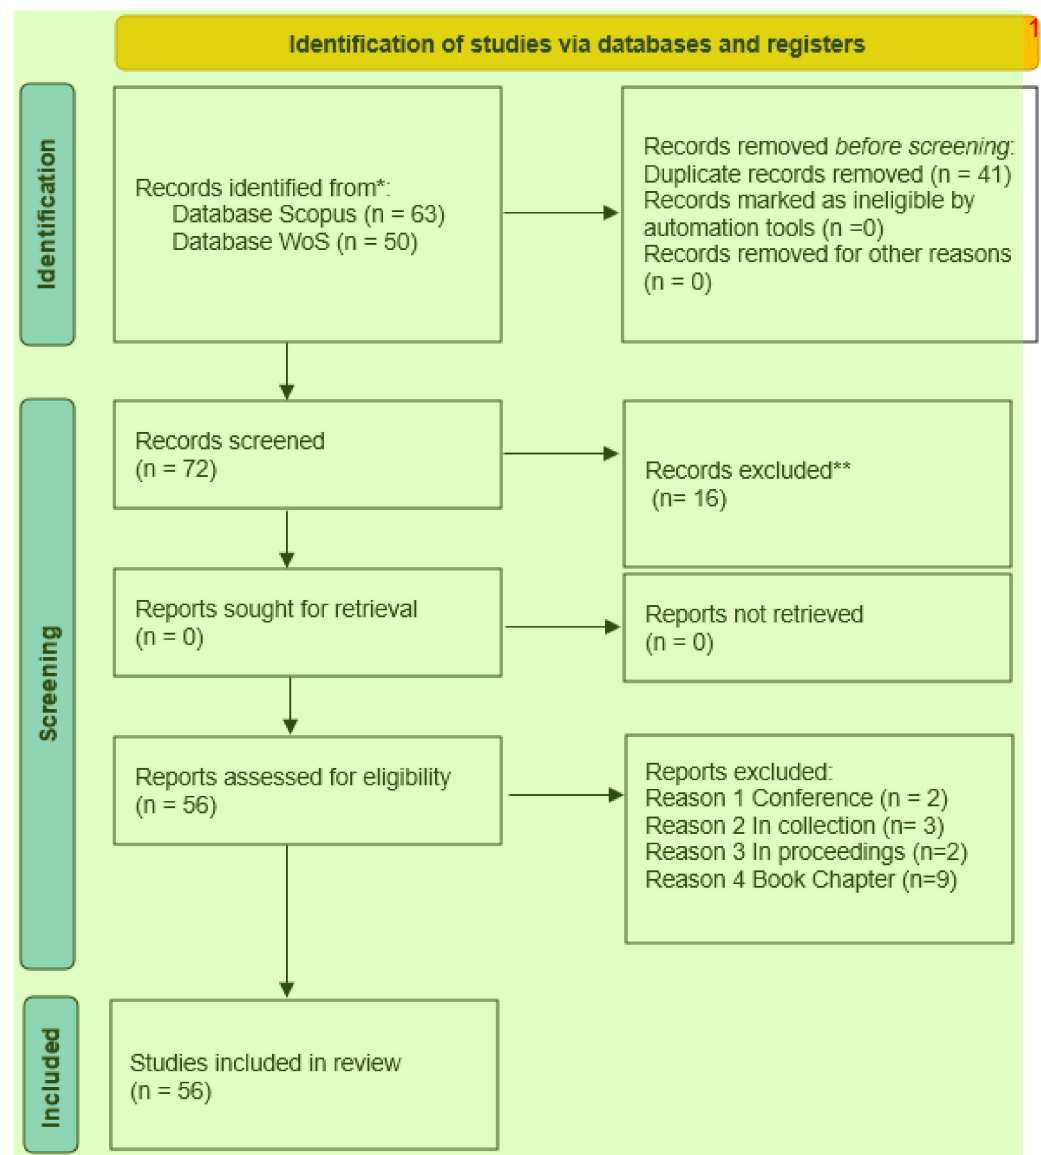 Identification of studies via databases and registers
1
Identification
Records identified from*:
Database Scopus (n = 63)
Database WoS (n = 50)
Records removed before screening:
Duplicate records removed (n = 41)
Records marked as ineligible by
automation tools (n =0)
Records removed for other reasons
(n = 0)
Screening
Records screened
(n = 72)
Records excluded**
(n= 16)
Reports sought for retrieval
(n = 0)
Reports not retrieved
(n = 0)
Reports assessed for eligibility
(n = 56)
Reports excluded:
Reason 1 Conference (n = 2)
Reason 2 In collection (n= 3)
Reason 3 In proceedings (n=2)
Reason 4 Book Chapter (n=9)
Included
Studies included in review
(n = 56)